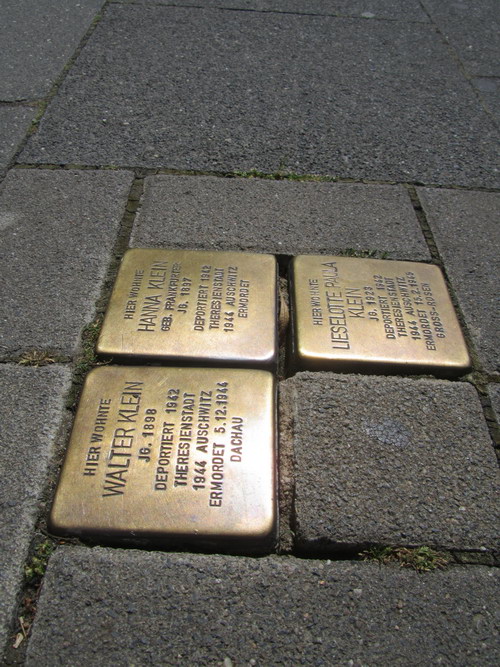 HIER WOHNTE
HANNA KLEIN
GEB. FRANKFURTER
JG. 1897
DEPORTIERT 1942
THERESIENSTADT
1944 AUSCHWITZ
ERMORDET
HIER WOHNTE
LIESELOTTE PAULA
KLEIN
JG. 1923
DEPORTIERT 1942
THERESIENSTADT
1944 AUSCHWITZ
ERMORDET
GROSS-ROSEN
HIER WOHNTE
WALTER KLEIN
JG. 1898
DEPORTIERT 1942
THERESIENSTADT
1944 AUSCHWITZ
ERMORDET 5.12.1944
DACHAU